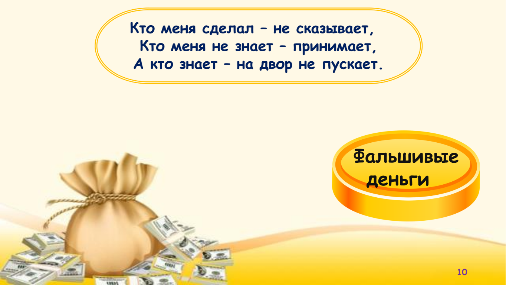 Кто меня сделал – не сказывает,
Кто меня не знает – принимает,
А кто знает – на двор не пускает.
Фальшивые
деньги
10